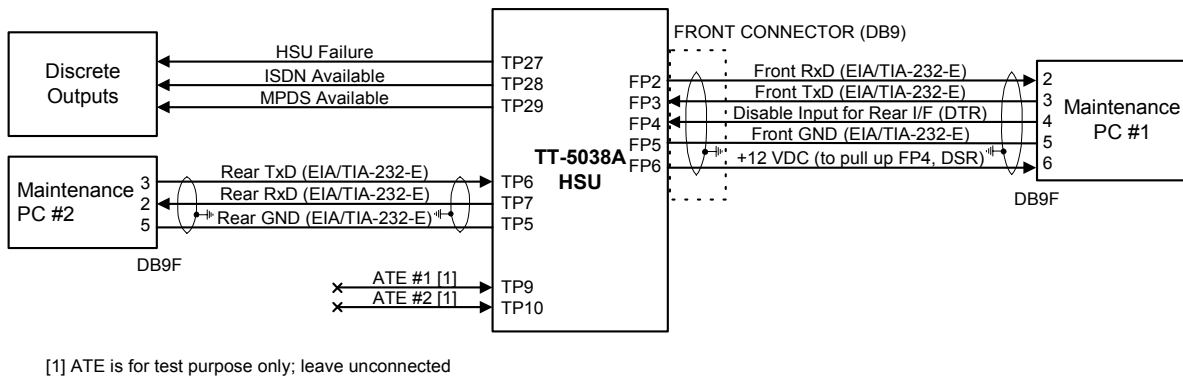 FRONT CONNECTOR (DB9)
Discrete
Outputs
HSU Failure
ISDN Available
MPDS Available
TP27
TP28
TP29
FP2
FP3
FP4
FP5
FP6
Front RxD (EIA/TIA-232-E)
Front TxD (EIA/TIA-232-E)
Disable Input for Rear I/F (DTR)
Front GND (EIA/TIA-232-E)
+12 VDC (to pull up FP4, DSR)
2
3
4
5
6
Maintenance
PC #1
DB9F
TT-5038A
HSU
Maintenance
PC #2
3
2
5
DB9F
Rear TxD (EIA/TIA-232-E)
Rear RxD (EIA/TIA-232-E)
Rear GND (EIA/TIA-232-E)
TP6
TP7
TP5
ATE #1 [1]
ATE #2 [1]
TP9
TP10
[1] ATE is for test purpose only; leave unconnected